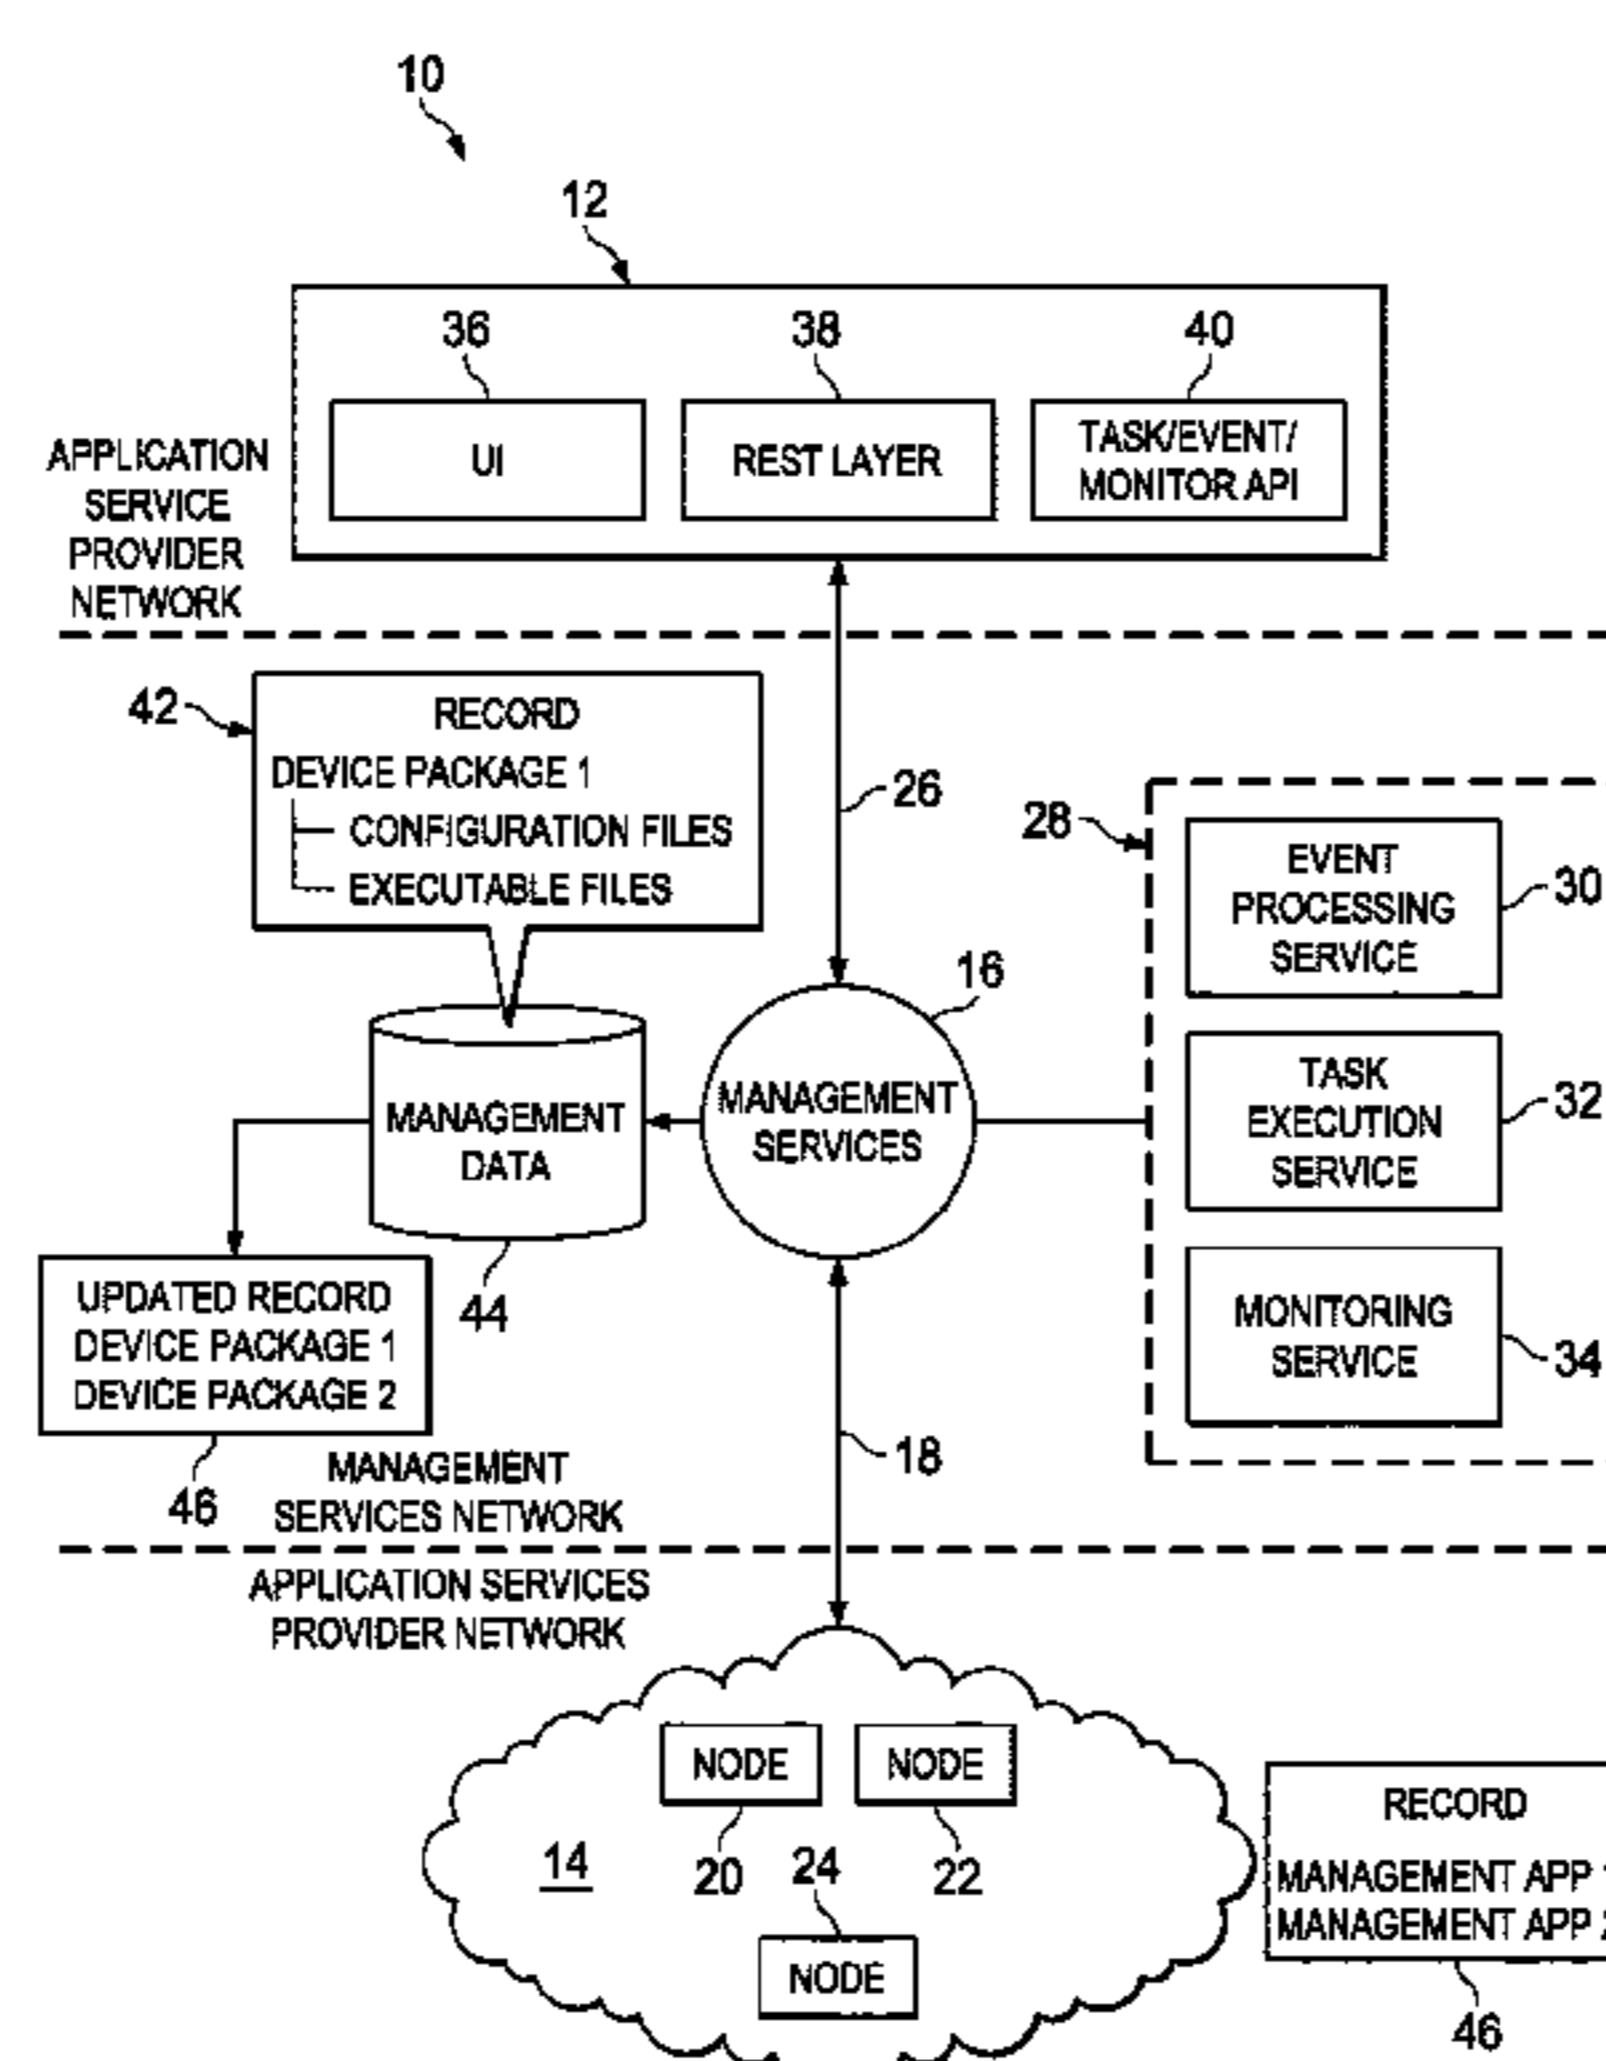 10
12
36
38
40
UI
REST LAYER
TASK/EVENT/
MONITOR API
APPLICATION
SERVICE
PROVIDER
NETWORK
42
RECORD
DEVICE PACKAGE 1
CONFIGURATION FILES
EXECUTABLE FILES
26
28
EVENT
PROCESSING
SERVICE
30
16
MANAGEMENT
SERVICES
MANAGEMENT
DATA
44
TASK
EXECUTION
SERVICE
32
UPDATED RECORD
DEVICE PACKAGE 1
DEVICE PACKAGE 2
46
MONITORING
SERVICE
34
18
MANAGEMENT
SERVICES NETWORK
APPLICATION SERVICES
PROVIDER NETWORK
NODE
NODE
20
22
14
24
NODE
RECORD
MANAGEMENT APP 1
MANAGEMENT APP 2
46